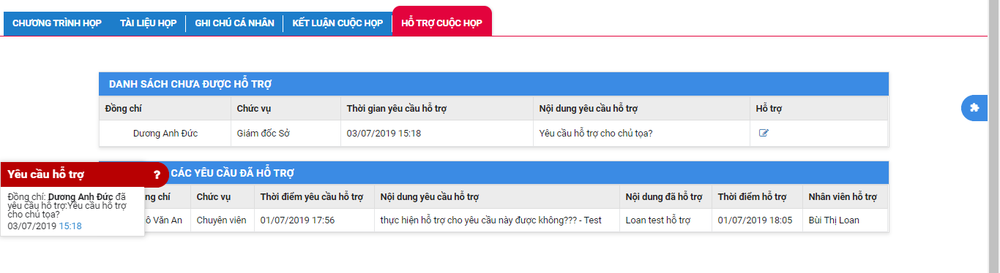 CHƯƠNG TRÌNH HỌP TÀI LIỆU HỌP GHI CHÚ CÁ NHÂN KẾT LUẬN CUỘC HỌP HỖ TRỢ CUỘC HỌP
DANH SÁCH CHƯA ĐƯỢC HỖ TRỢ
Đồng chí Chức vụ Thời gian yêu cầu hỗ trợ Nội dung yêu cầu hỗ trợ Hỗ trợ
Dương Anh Đức Giám đốc Sở 03/07/2019 15:18 Yêu cầu hỗ trợ cho chủ tọa?
CÁC YÊU CẦU ĐÃ HỖ TRỢ
chí Chức vụ Thời điểm yêu cầu hỗ trợ Nội dung yêu cầu hỗ trợ Nội dung đã hỗ trợ Thời điểm hỗ trợ Nhân viên hỗ trợ
Văn An Chuyên viên 01/07/2019 17:56 thực hiện hỗ trợ cho yêu cầu này được không??? - Test Loan test hỗ trợ 01/07/2019 18:05 Bùi Thị Loan
Yêu cầu hỗ trợ ?
Đồng chí: Dương Anh Đức đã
yêu cầu hỗ trợ:Yêu cầu hỗ trợ
cho chủ tọa?
03/07/2019 15:18